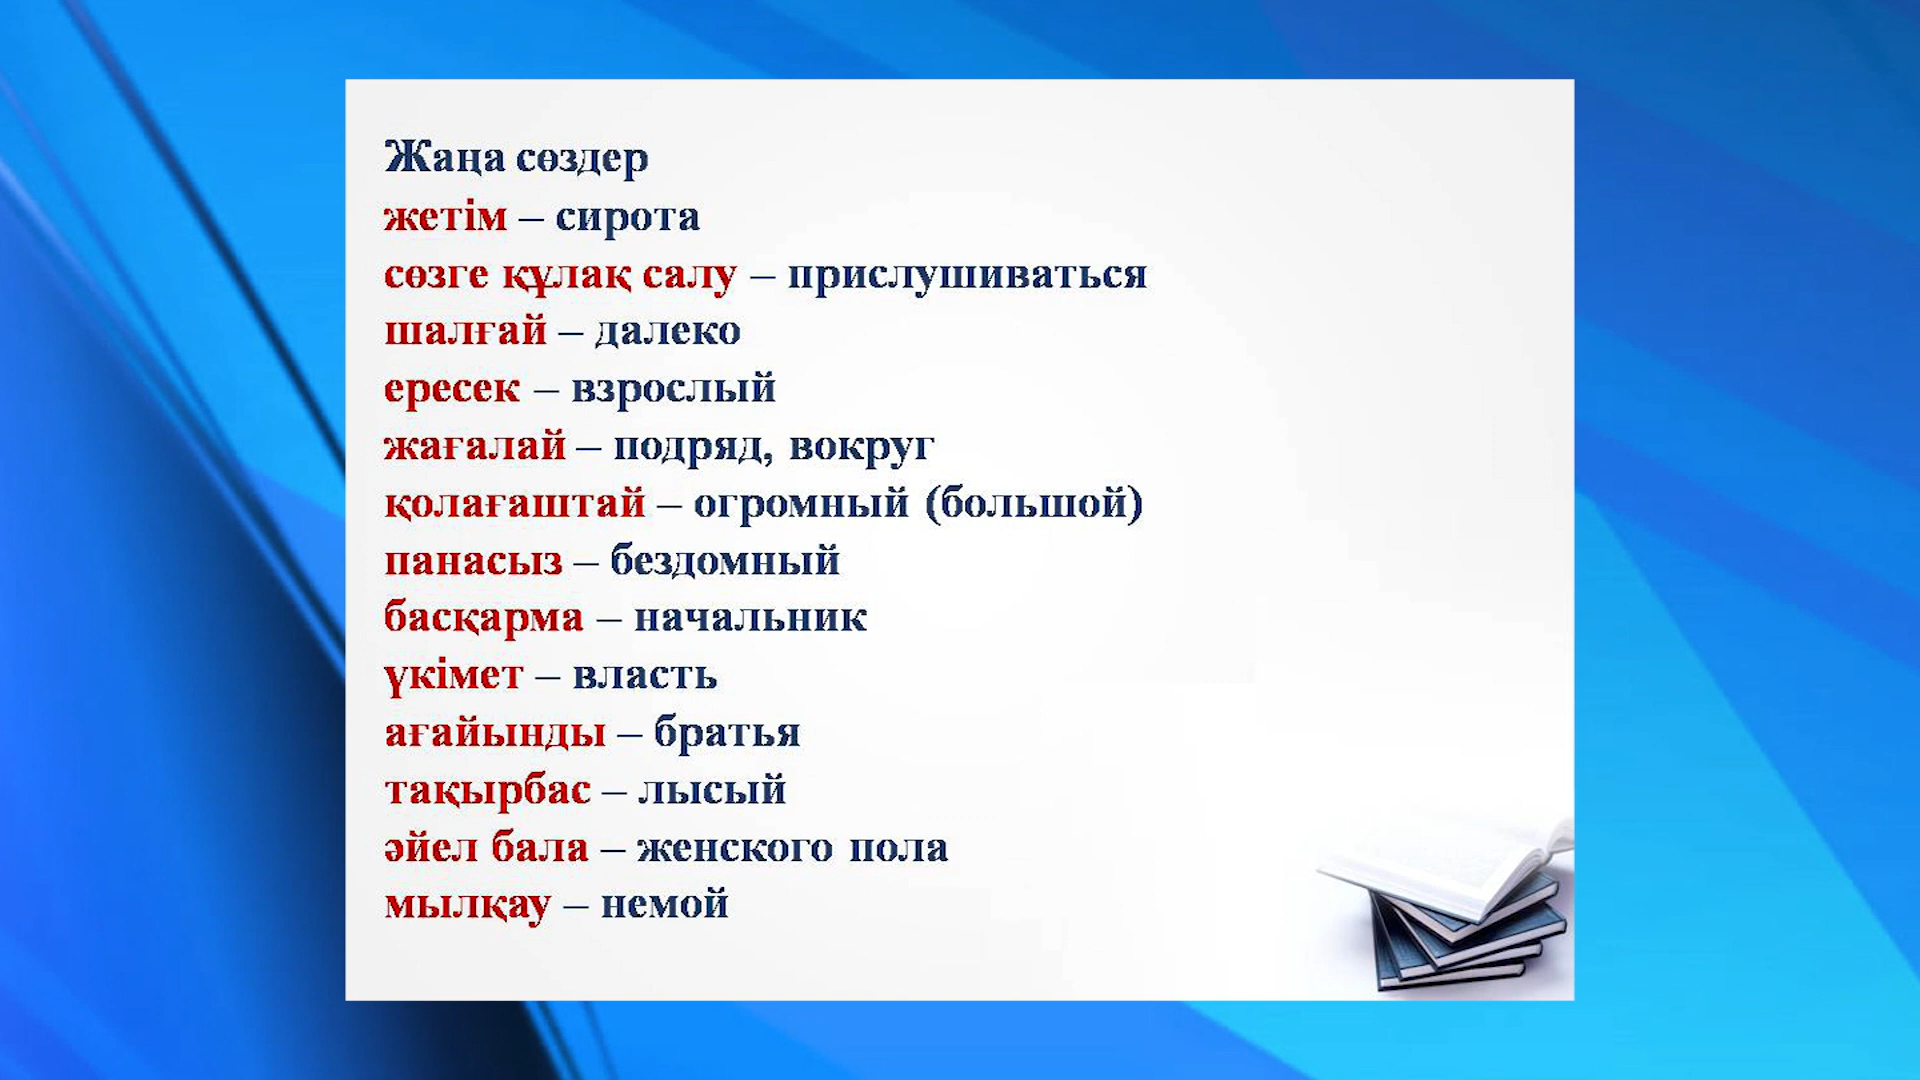 Жаңа сөздер
жетім – сирота
сөзге құлақ салу – прислушиваться
шалғай – далеко
ересек – взрослый
жағалай – подряд, вокруг
қолағаштай – огромный (большой)
панасыз – бездомный
басқарма – начальник
үкімет – власть
ағайынды – братья
тақырбас – лысый
әйел бала – женского пола
мылқау – немой